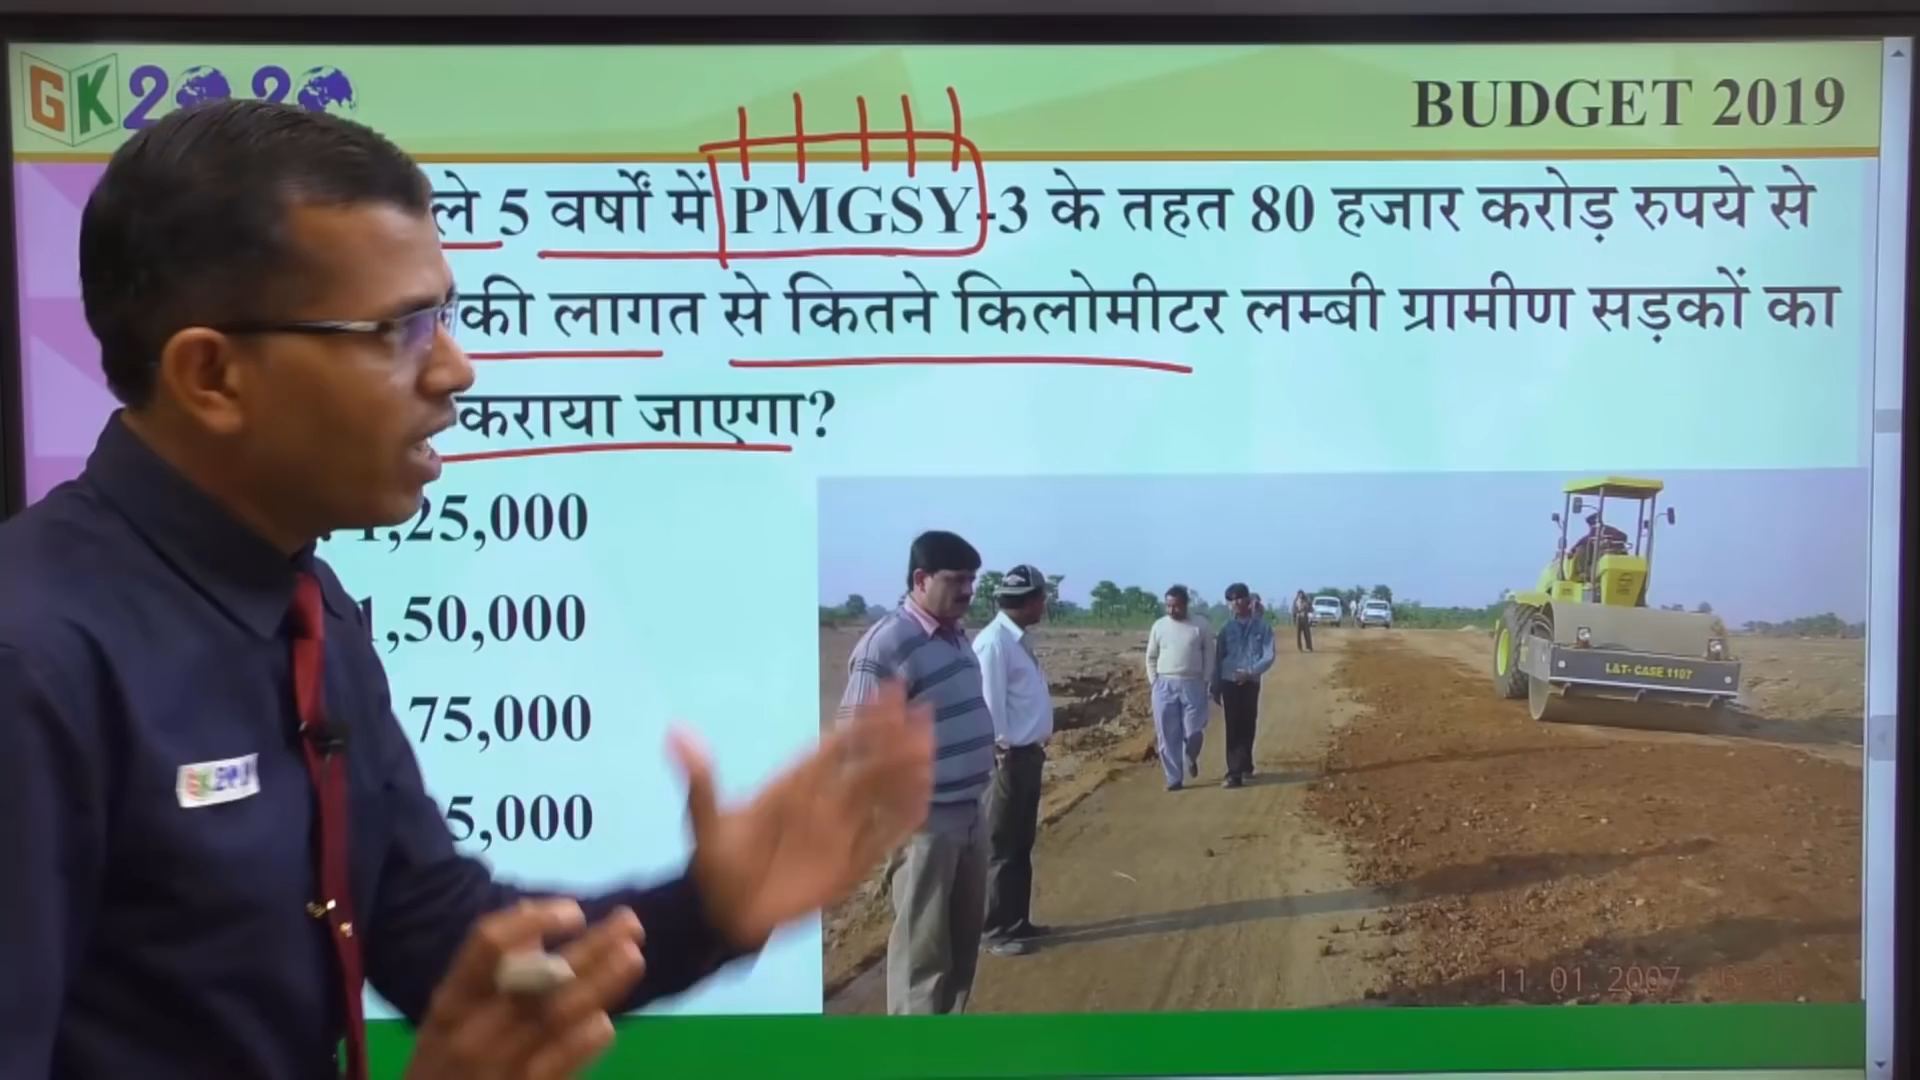 GK2020
BUDGET 2019
5 वर्षों में PMGSY-3 के तहत 80 हजार करोड़ रुपये से
की लागत से कितने किलोमीटर लम्बी ग्रामीण सड़कों का
कराया जाएगा?
1,25,000
1,50,000
75,000
5,000
L&T- CASE 1107
11.01.2007